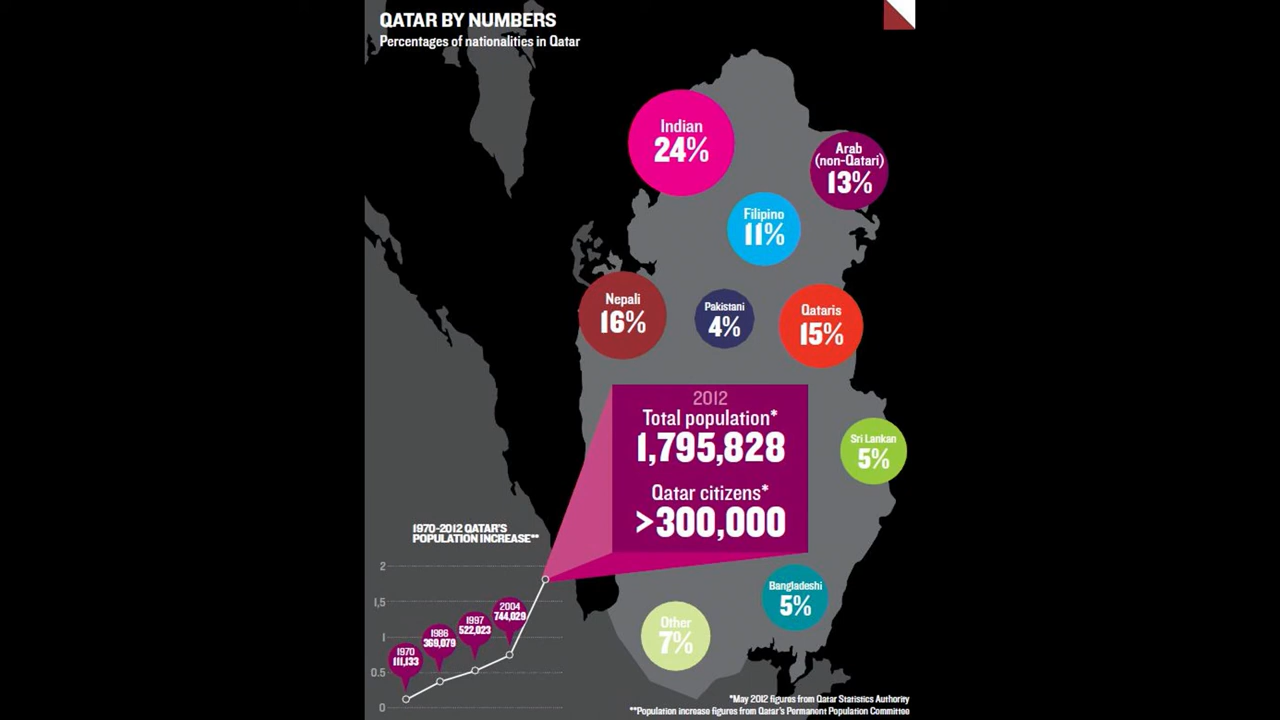 QATAR BY NUMBERS
Percentages of nationalities in Qatar
Indian
24%
Arab
(non-Qatari)
13%
Filipino
11%
Nepali
16%
Pakistani
4%
Qataris
15%
2012
Total population*
1,795,828
Qatar citizens*
>300,000
Sri Lankan
5%
Bangladeshi
5%
Other
7%
1970-2012 QATAR'S
POPULATION INCREASE**
2
1,5
1
0.5
0
1970
111,133
1986
369,079
1997
522,023
2004
744,029
*May 2012 figures from Qatar Statistics Authority
**Population increase figures from Qatar's Permanent Population Committee